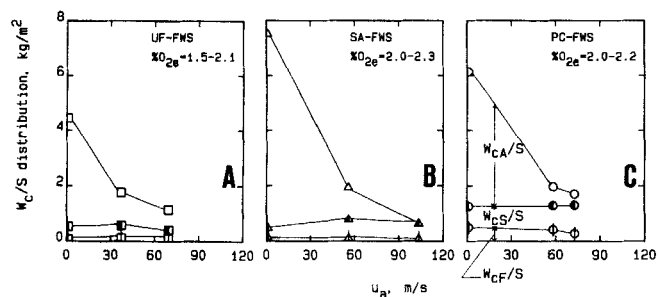 W_C/S distribution, kg/m²
8
6
4
2
0
UF-FWS
%O₂ₑ=1.5-2.1
A
0 30 60 90 120
SA-FWS
%O₂ₑ=2.0-2.3
B
0 30 60 90 120
PC-FWS
%O₂ₑ=2.0-2.2
C
W_CA/S
W_CS/S
0 30 60 90 120
W_CF/S
u_a, m/s